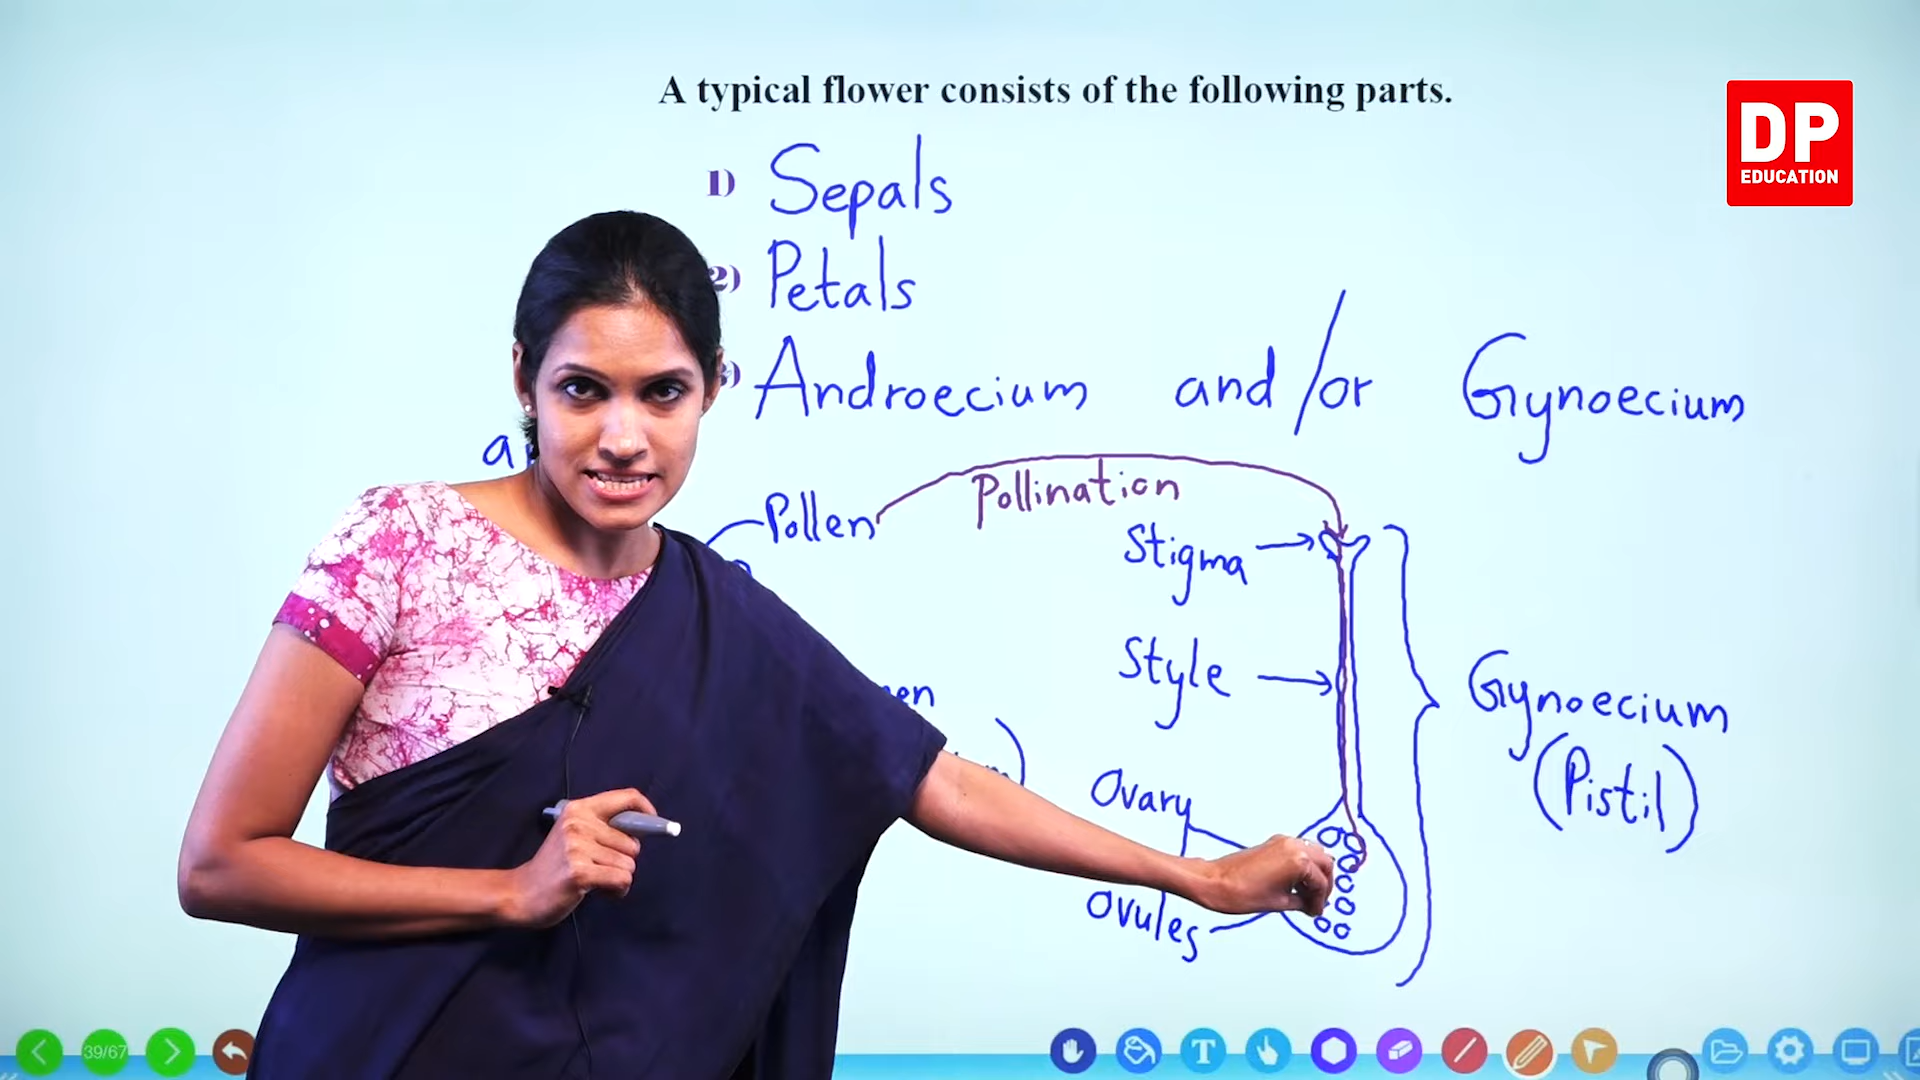 A typical flower consists of the following parts.
DP
EDUCATION
1) Sepals
2) Petals
Androecium and/or Gynoecium
Pollination
Pollen
Stigma
Style
Gynoecium
(Pistil)
Ovary
Ovules
39/67
T